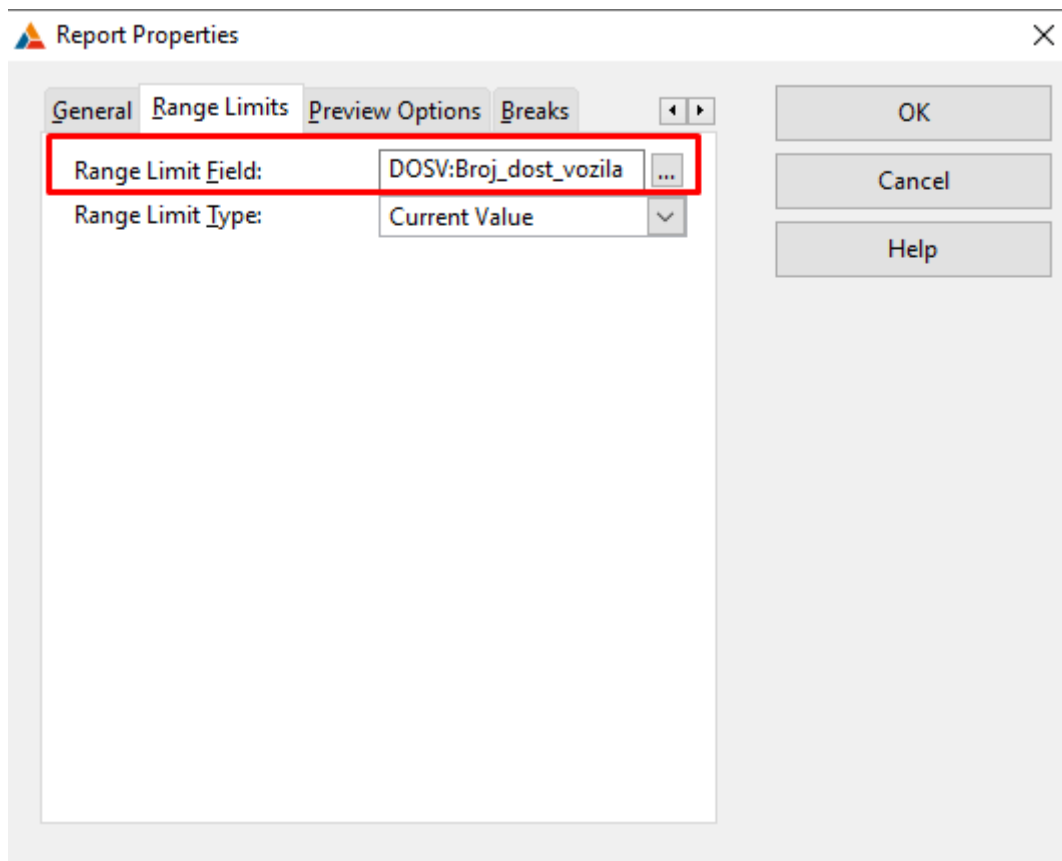 Report Properties
General Range Limits Preview Options Breaks
OK
Range Limit Field: DOSV:Broj_dost_vozila ...
Cancel
Range Limit Type: Current Value
Help